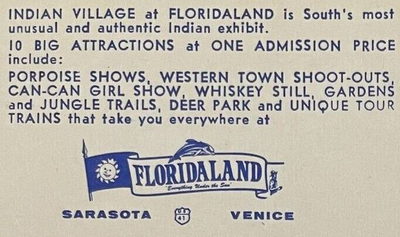 INDIAN VILLAGE at FLORIDALAND is South's most
unusual and authentic Indian exhibit.
10 BIG ATTRACTIONS at ONE ADMISSION PRICE
include:
PORPOISE SHOWS, WESTERN TOWN SHOOT-OUTS,
CAN-CAN GIRL SHOW, WHISKEY STILL, GARDENS
and JUNGLE TRAILS, DEER PARK and UNIQUE TOUR
TRAINS that take you everywhere at
FLORIDALAND
"Everything Under the Sun"
SARASOTA US 41 VENICE